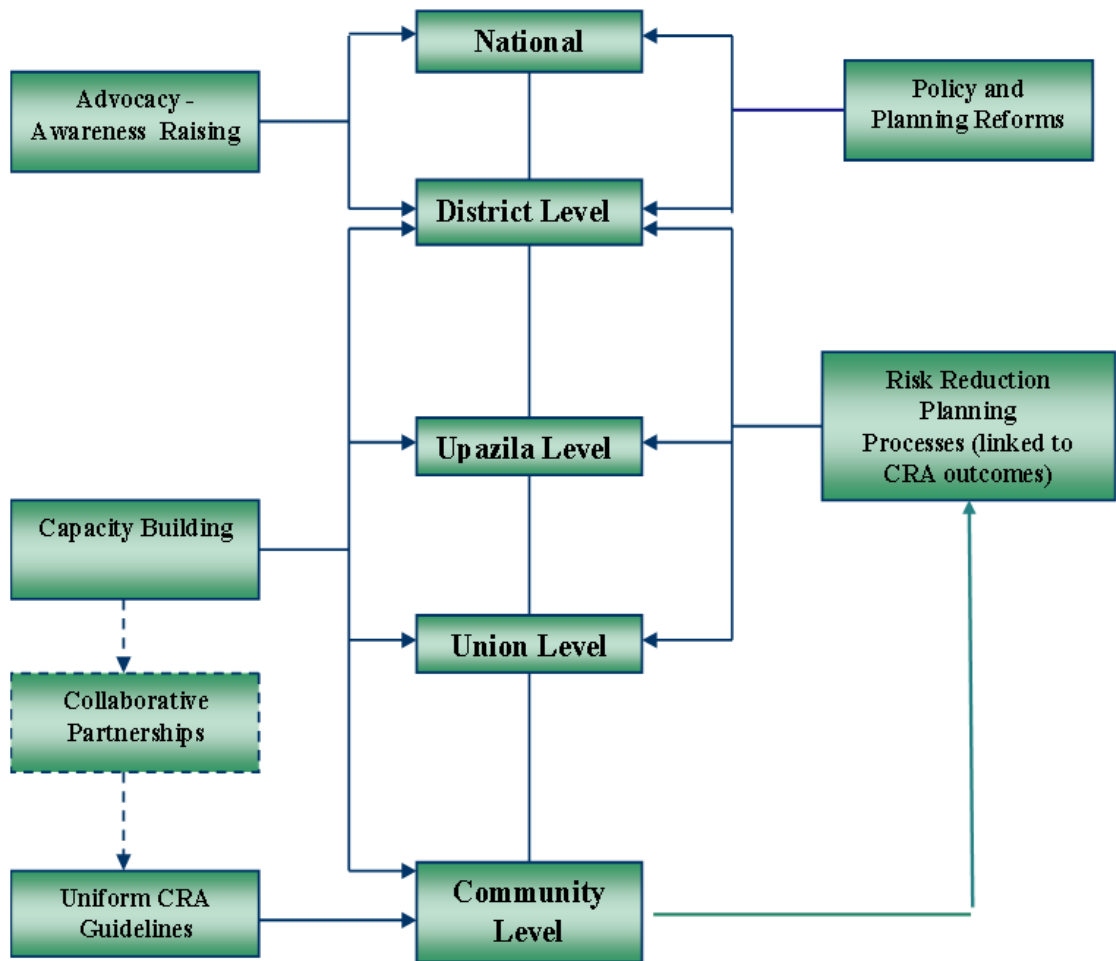 National
Advocacy -
Awareness Raising
Policy and
Planning Reforms
District Level
Risk Reduction
Planning
Processes (linked to
CRA outcomes)
Upazila Level
Capacity Building
Union Level
Collaborative
Partnerships
Uniform CRA
Guidelines
Community
Level